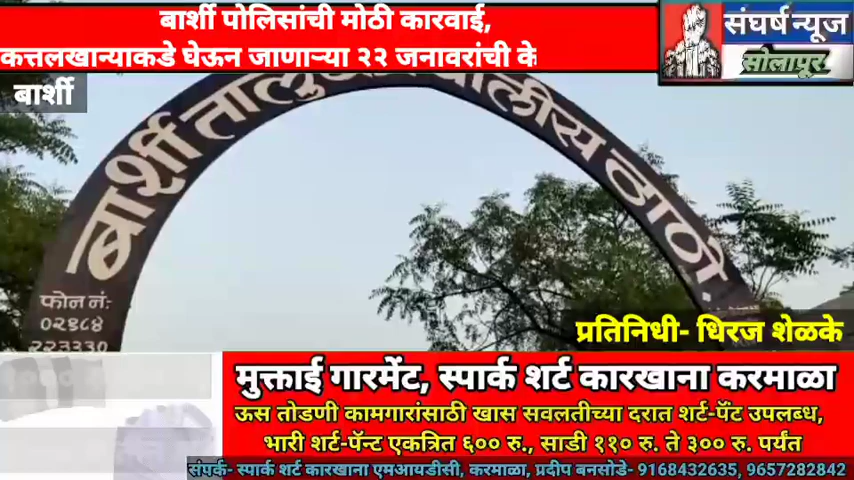 बार्शी पोलिसांची मोठी कारवाई,
कत्तलखान्याकडे घेऊन जाणाऱ्या २२ जनावरांची के
संघर्ष न्यूज
सोलापूर
बार्शी
बार्शी तालुका पोलीस ठाणे.
फोन नं:
०२१८४
२२३३३०
प्रतिनिधी- धिरज शेळके
मुक्ताई गारमेंट, स्पार्क शर्ट कारखाना करमाळा
ऊस तोडणी कामगारांसाठी खास सवलतीच्या दरात शर्ट-पॅंट उपलब्ध,
भारी शर्ट-पॅन्ट एकत्रित ६०० रु., साडी ११० रु. ते ३०० रु. पर्यंत
संपर्क- स्पार्क शर्ट कारखाना एमआयडीसी, करमाळा, प्रदीप बनसोडे- 9168432635, 9657282842